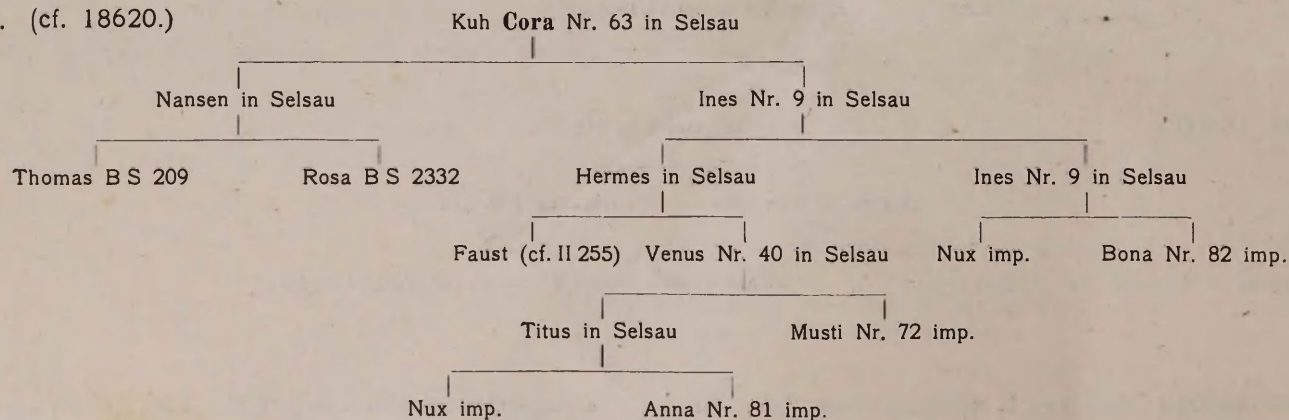 . (cf. 18620.) Kuh Cora Nr. 63 in Selsau
Nansen in Selsau Ines Nr. 9 in Selsau
Thomas B S 209 Rosa B S 2332 Hermes in Selsau Ines Nr. 9 in Selsau
Faust (cf. II 255) Venus Nr. 40 in Selsau Nux imp. Bona Nr. 82 imp.
Titus in Selsau Musti Nr. 72 imp.
Nux imp. Anna Nr. 81 imp.